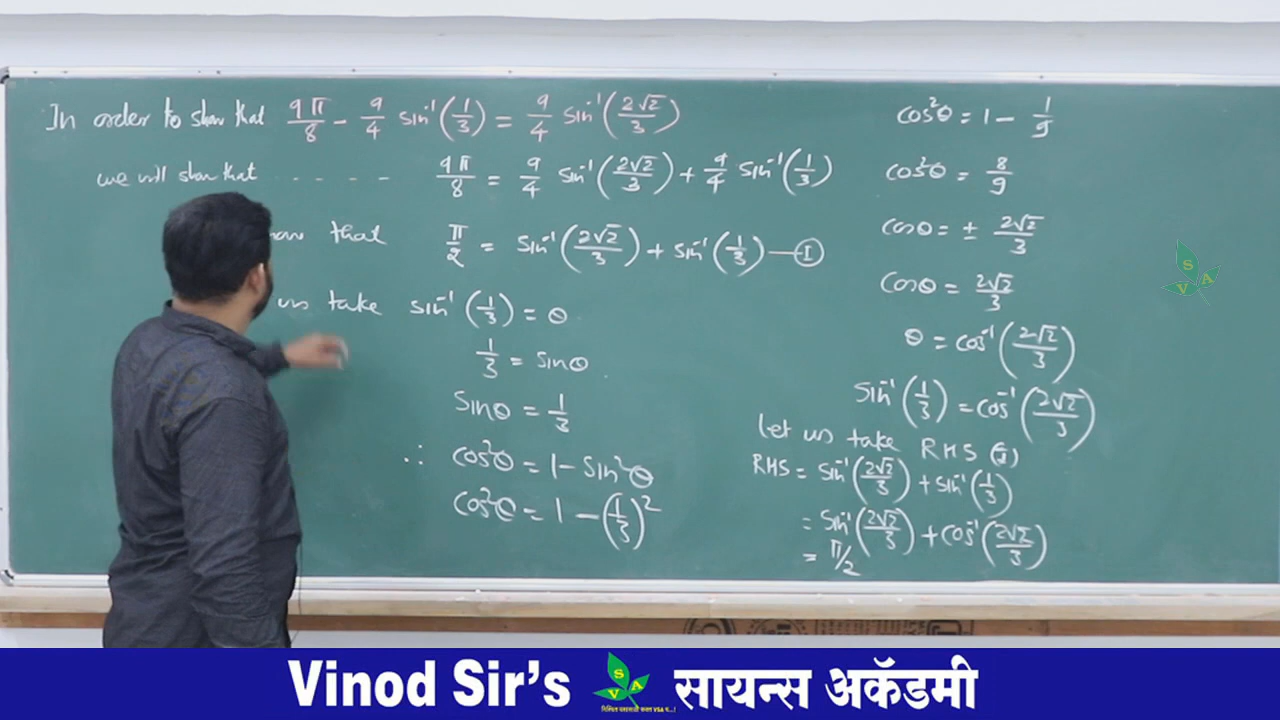 In order to show that 9π/8 - 9/4 sin⁻¹(1/3) = 9/4 sin⁻¹(2√2/3)
we will show that - - - - - 9π/8 = 9/4 sin⁻¹(2√2/3) + 9/4 sin⁻¹(1/3)
that π/2 = sin⁻¹(2√2/3) + sin⁻¹(1/3) — (I)
us take sin⁻¹(1/3) = θ
1/3 = sinθ
Sinθ = 1/3
∴ cos²θ = 1 - sin²θ
cos²θ = 1 - (1/3)²
cos²θ = 1 - 1/9
cos²θ = 8/9
cosθ = ± 2√2/3
cosθ = 2√2/3
θ = cos⁻¹(2√2/3)
Sin⁻¹(1/3) = cos⁻¹(2√2/3)
Let us take RHS (I)
RHS = sin⁻¹(2√2/3) + sin⁻¹(1/3)
= sin⁻¹(2√2/3) + cos⁻¹(2√2/3)
= π/2
S
V A
Vinod Sir's SVA सायन्स अकॅडमी